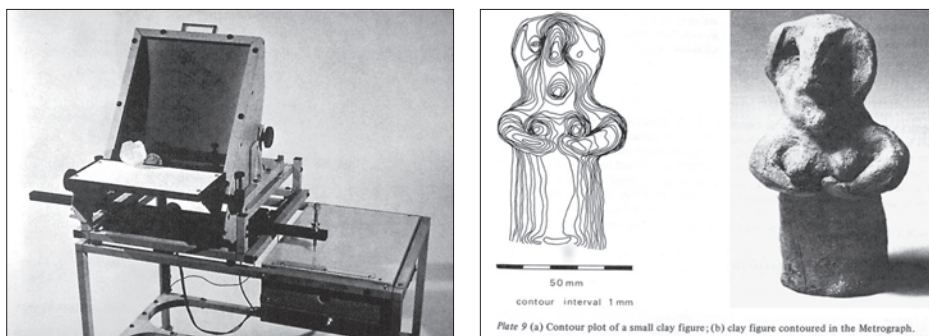 50 mm
contour interval 1 mm
Plate 9 (a) Contour plot of a small clay figure; (b) clay figure contoured in the Metrograph.